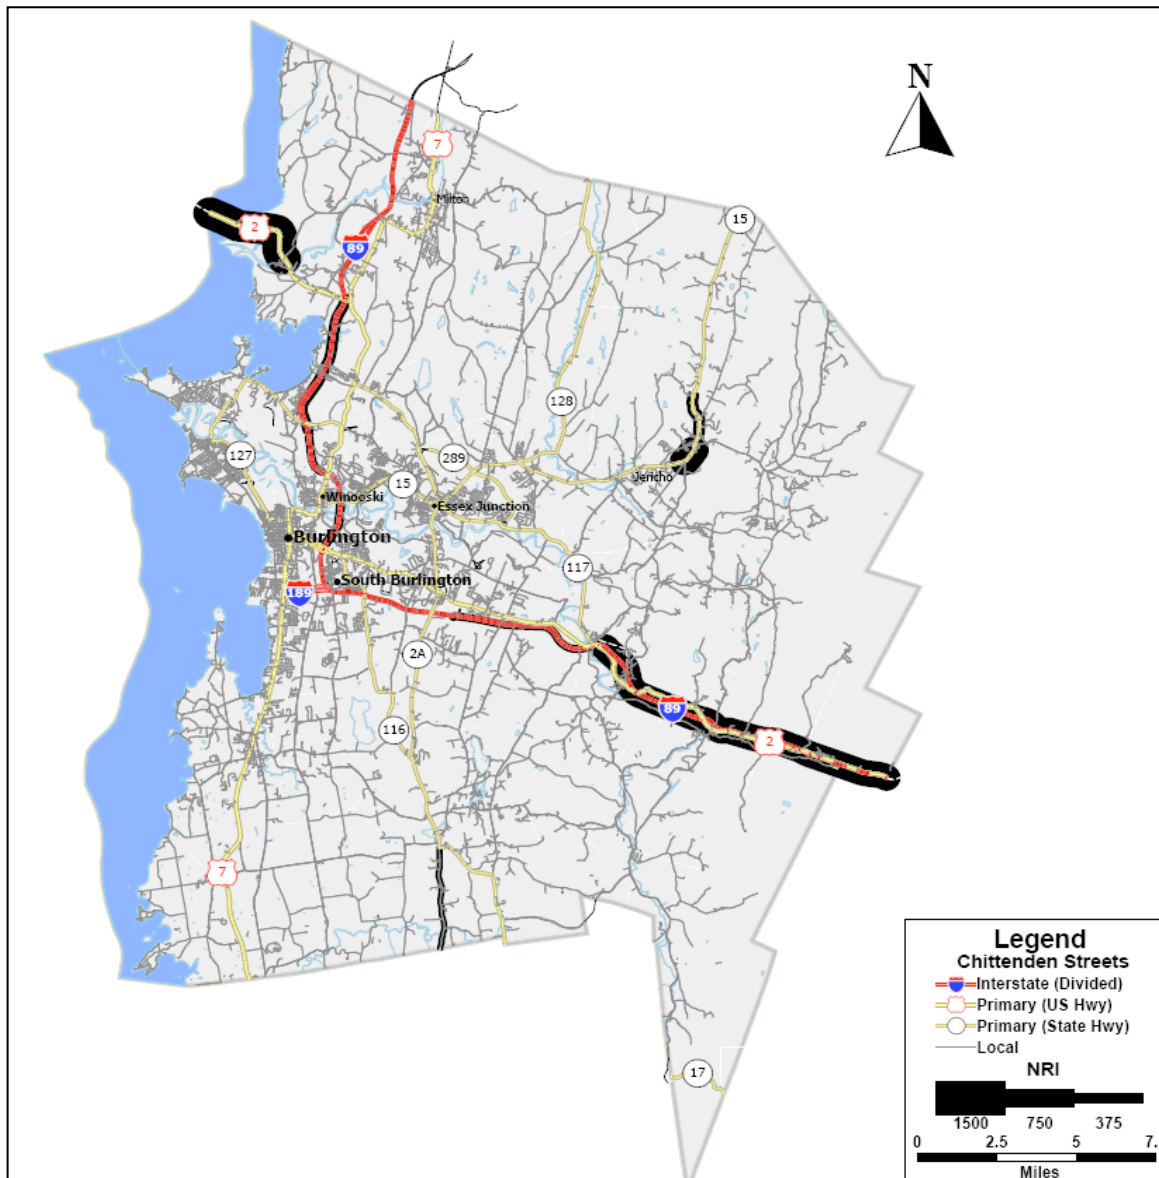 N
7
15
Milton
2
89
128
127
289
15
Jericho
Winooski
Essex Junction
Burlington
117
South Burlington
189
2A
89
116
2
7
17
Legend
Chittenden Streets
Interstate (Divided)
Primary (US Hwy)
Primary (State Hwy)
Local
NRI
1500 750 375
0 2.5 5 7.
Miles